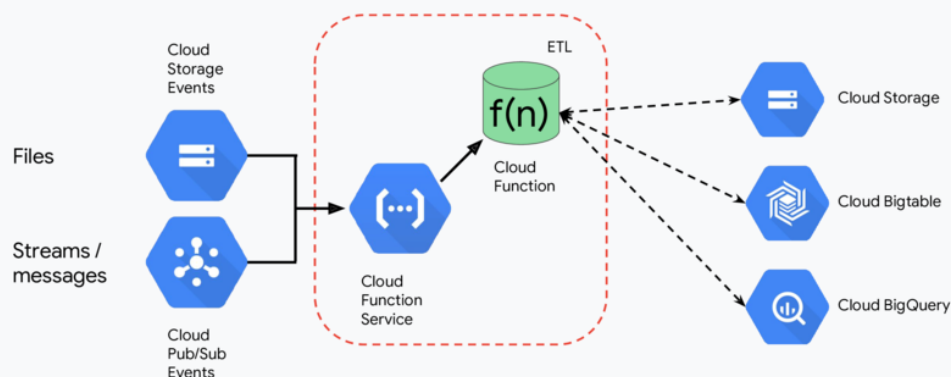 Files
Streams /
messages
Cloud
Storage
Events
Cloud
Pub/Sub
Events
Cloud
Function
Service
ETL
f(n)
Cloud
Function
Cloud Storage
Cloud Bigtable
Cloud BigQuery